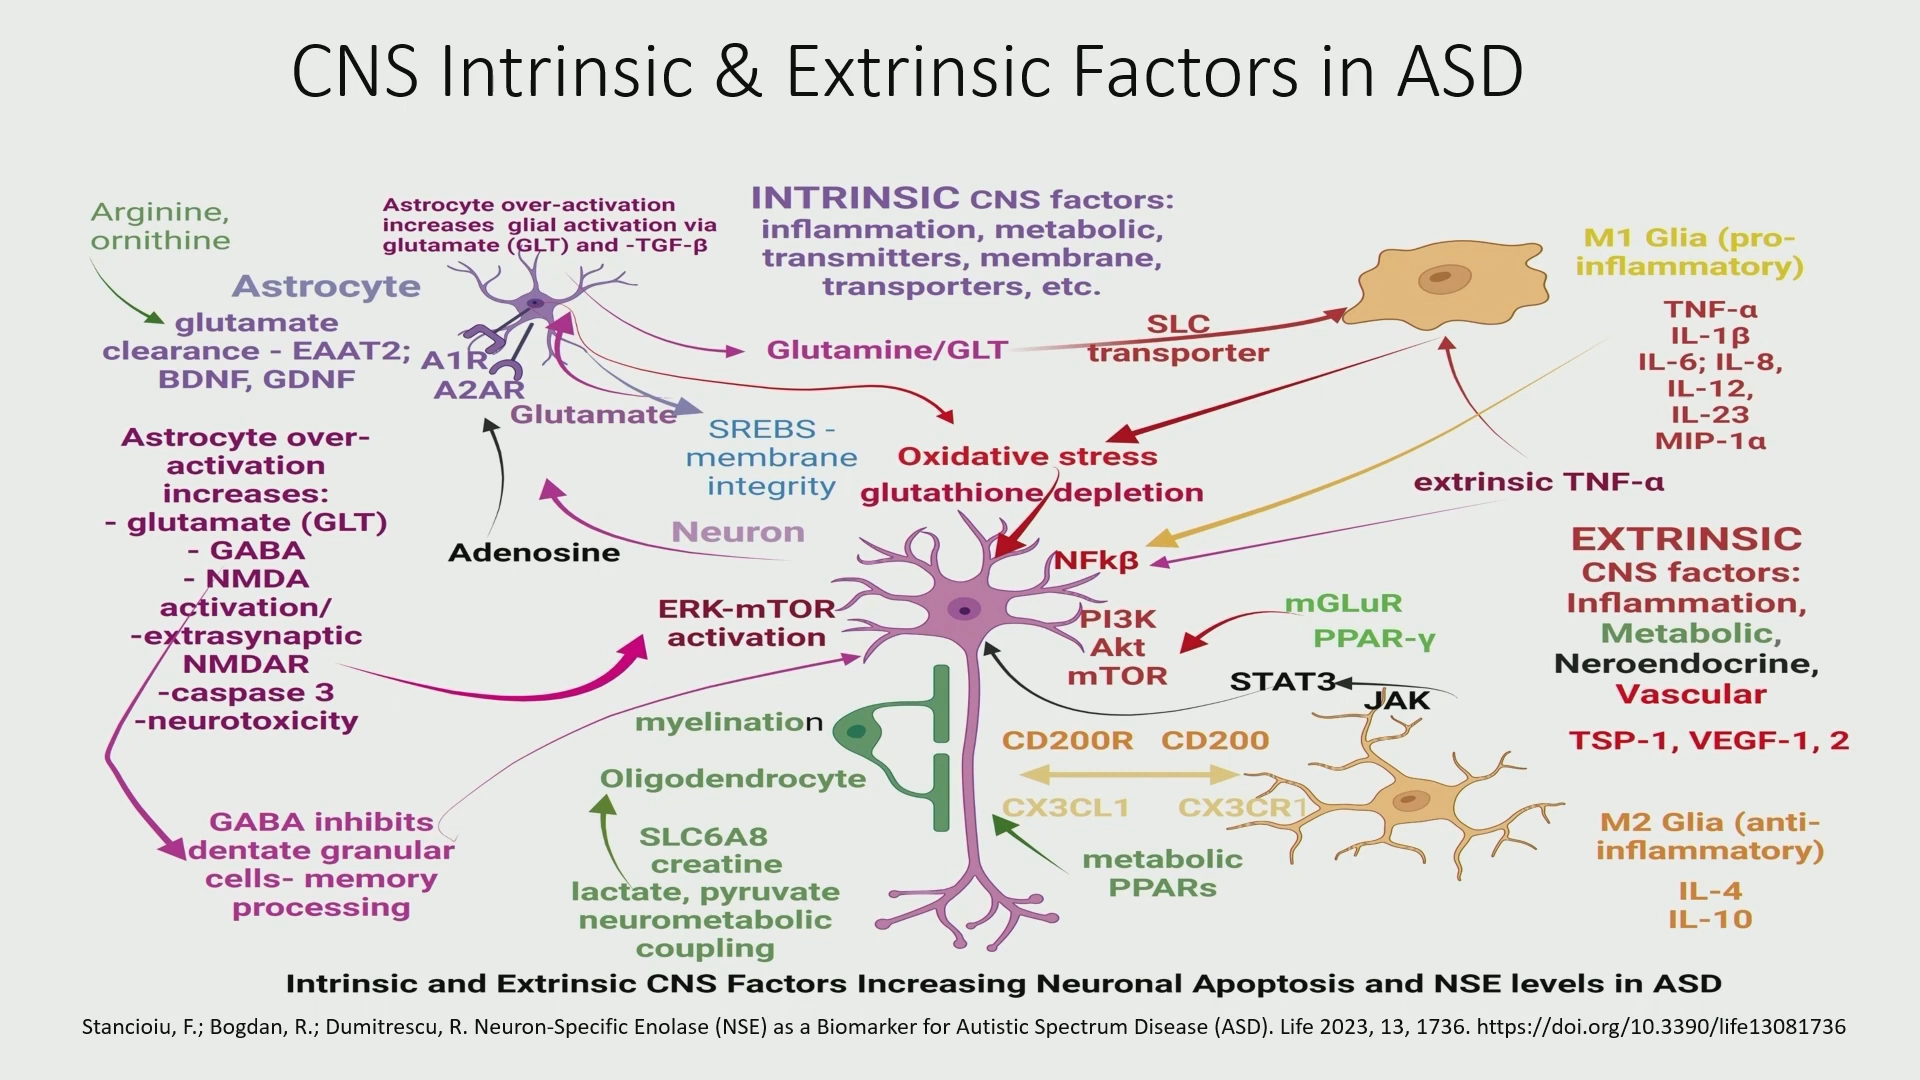 CNS Intrinsic & Extrinsic Factors in ASD
Arginine,
ornithine
Astrocyte over-activation
increases glial activation via
glutamate (GLT) and -TGF-β
INTRINSIC CNS factors:
inflammation, metabolic,
transmitters, membrane,
transporters, etc.
M1 Glia (pro-
inflammatory)
TNF-α
IL-1β
IL-6; IL-8,
IL-12,
IL-23
MIP-1α
Astrocyte
glutamate
clearance - EAAT2;
BDNF, GDNF
A1R
A2AR
Glutamate
Glutamine/GLT
SLC
transporter
SREBS -
membrane
integrity
Oxidative stress
glutathione depletion
extrinsic TNF-α
Astrocyte over-
activation
increases:
- glutamate (GLT)
- GABA
- NMDA
activation/
-extrasynaptic
NMDAR
-caspase 3
-neurotoxicity
Adenosine
Neuron
NFkβ
ERK-mTOR
activation
PI3K
Akt
mTOR
mGLuR
PPAR-γ
STAT3
JAK
EXTRINSIC
CNS factors:
Inflammation,
Metabolic,
Neroendocrine,
Vascular
TSP-1, VEGF-1, 2
myelination
Oligodendrocyte
CD200R CD200
CX3CL1 CX3CR1
GABA inhibits
dentate granular
cells- memory
processing
SLC6A8
creatine
lactate, pyruvate
neurometabolic
coupling
metabolic
PPARs
M2 Glia (anti-
inflammatory)
IL-4
IL-10
Intrinsic and Extrinsic CNS Factors Increasing Neuronal Apoptosis and NSE levels in ASD
Stancioiu, F.; Bogdan, R.; Dumitrescu, R. Neuron-Specific Enolase (NSE) as a Biomarker for Autistic Spectrum Disease (ASD). Life 2023, 13, 1736. https://doi.org/10.3390/life13081736